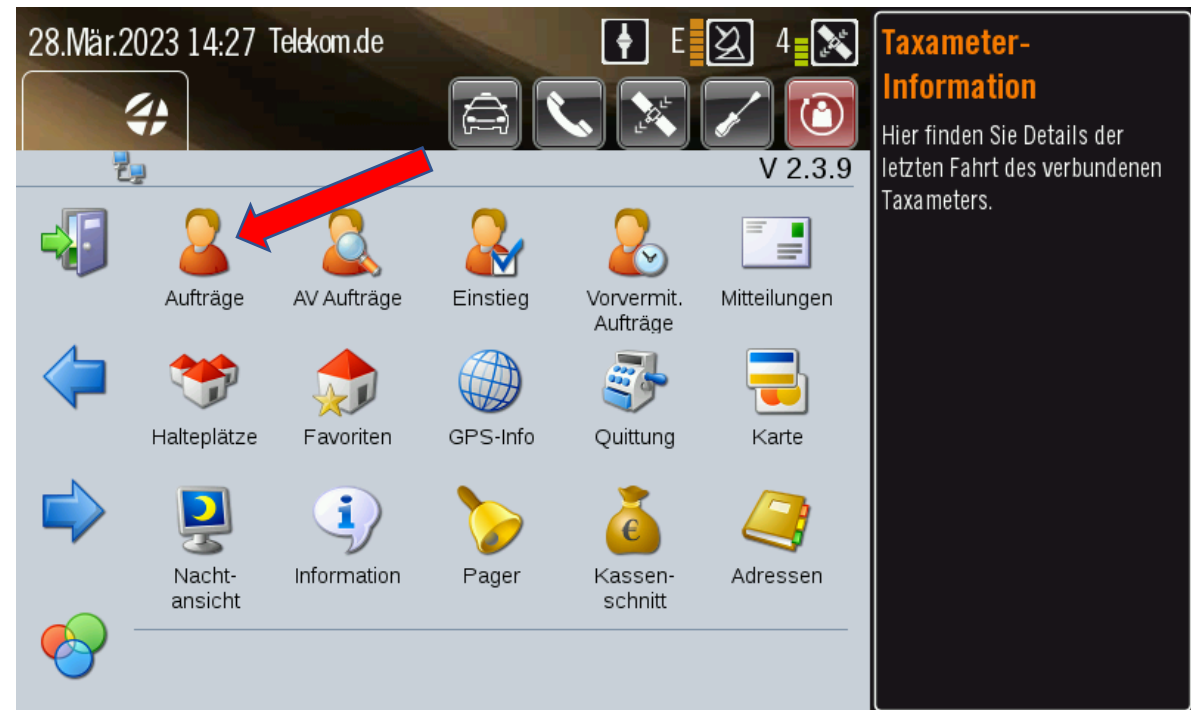 28.Mär.2023 14:27 Telekom.de E 4
V 2.3.9
Aufträge AV Aufträge Einstieg Vorvermit. Mitteilungen
Aufträge
Halteplätze Favoriten GPS-Info Quittung Karte
Nacht- Information Pager Kassen- Adressen
ansicht schnitt
Taxameter-
Information
Hier finden Sie Details der
letzten Fahrt des verbundenen
Taxameters.